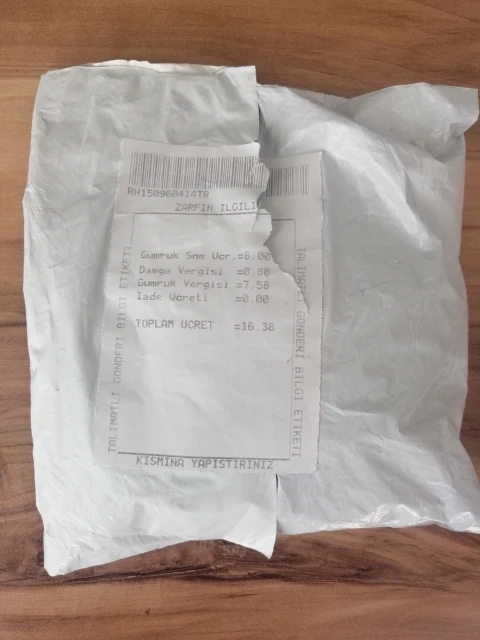 RH150960414TR
ZARFIN ILGILI
Gumruk Snm Ucr.=8.00
Damga Vergisi =0.80
Gumruk Vergisi =7.58
Iade Ucreti =0.00
TOPLAM UCRET =16.38
TALIMATLI GONDERI BILGI ETIKETI
TALIMATLI GONDERI BILGI ETIKETI
KISMINA YAPISTIRINIZ